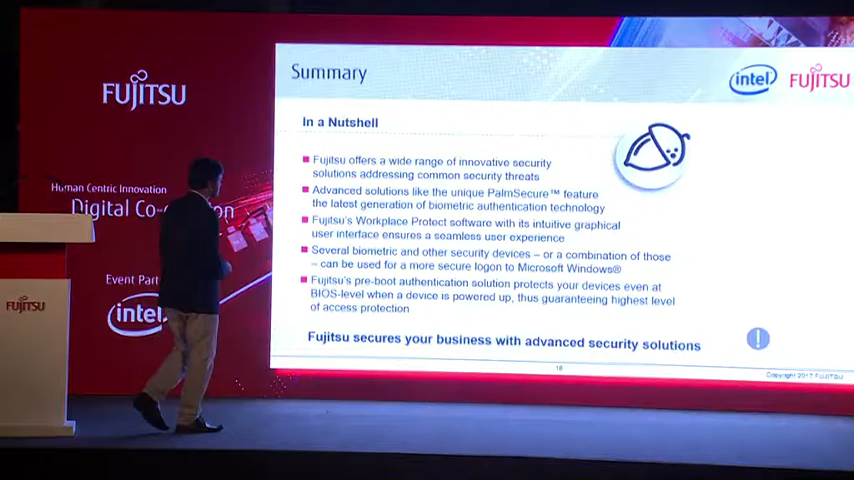 FUJITSU
Human Centric Innovation
Digital Co-
on
Event Part
intel
FUJITSU
Summary
intel
FUJITSU
In a Nutshell
Fujitsu offers a wide range of innovative security
solutions addressing common security threats
Advanced solutions like the unique PalmSecure™ feature
the latest generation of biometric authentication technology
Fujitsu's Workplace Protect software with its intuitive graphical
user interface ensures a seamless user experience
Several biometric and other security devices – or a combination of those
– can be used for a more secure logon to Microsoft Windows®
Fujitsu's pre-boot authentication solution protects your devices even at
BIOS-level when a device is powered up, thus guaranteeing highest level
of access protection
Fujitsu secures your business with advanced security solutions
!
18
Copyright 2017 FUJITSU